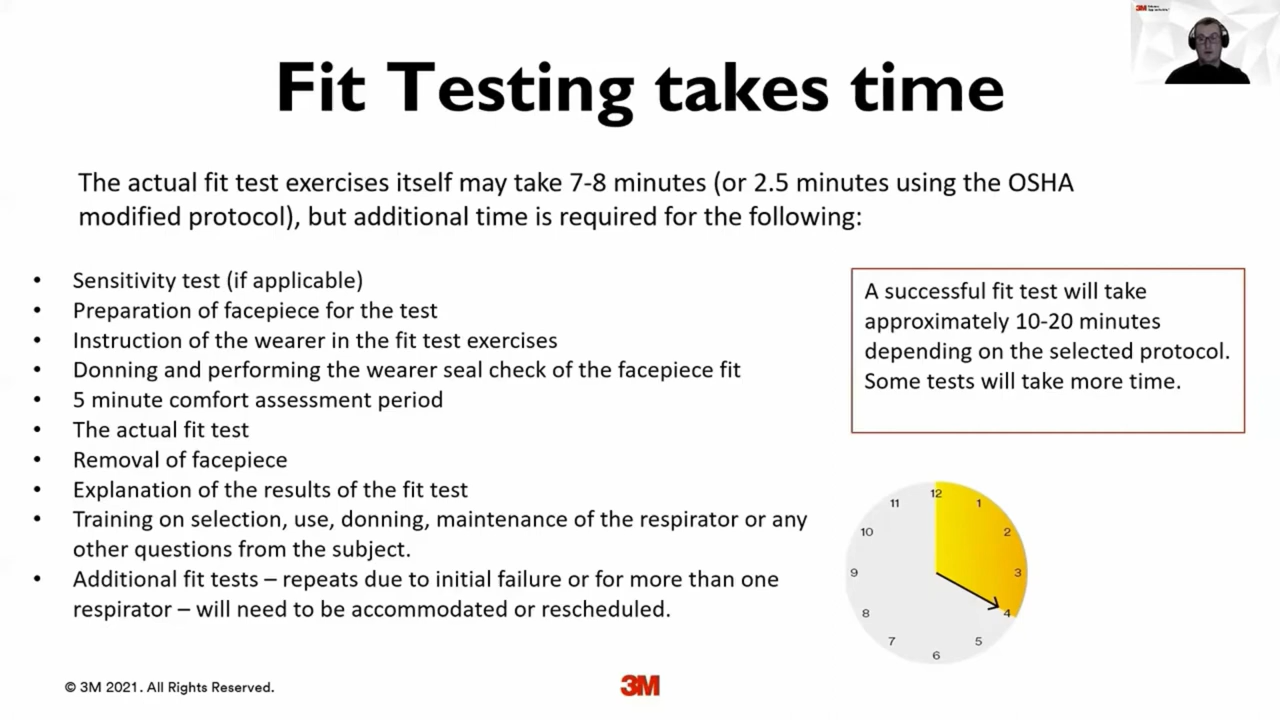 3M
Fit Testing takes time
The actual fit test exercises itself may take 7-8 minutes (or 2.5 minutes using the OSHA
modified protocol), but additional time is required for the following:
• Sensitivity test (if applicable)
• Preparation of facepiece for the test
• Instruction of the wearer in the fit test exercises
• Donning and performing the wearer seal check of the facepiece fit
• 5 minute comfort assessment period
• The actual fit test
• Removal of facepiece
• Explanation of the results of the fit test
• Training on selection, use, donning, maintenance of the respirator or any
other questions from the subject.
• Additional fit tests – repeats due to initial failure or for more than one
respirator – will need to be accommodated or rescheduled.
A successful fit test will take
approximately 10-20 minutes
depending on the selected protocol.
Some tests will take more time.
12
1
2
3
4
5
6
7
8
9
10
11
© 3M 2021. All Rights Reserved.
3M